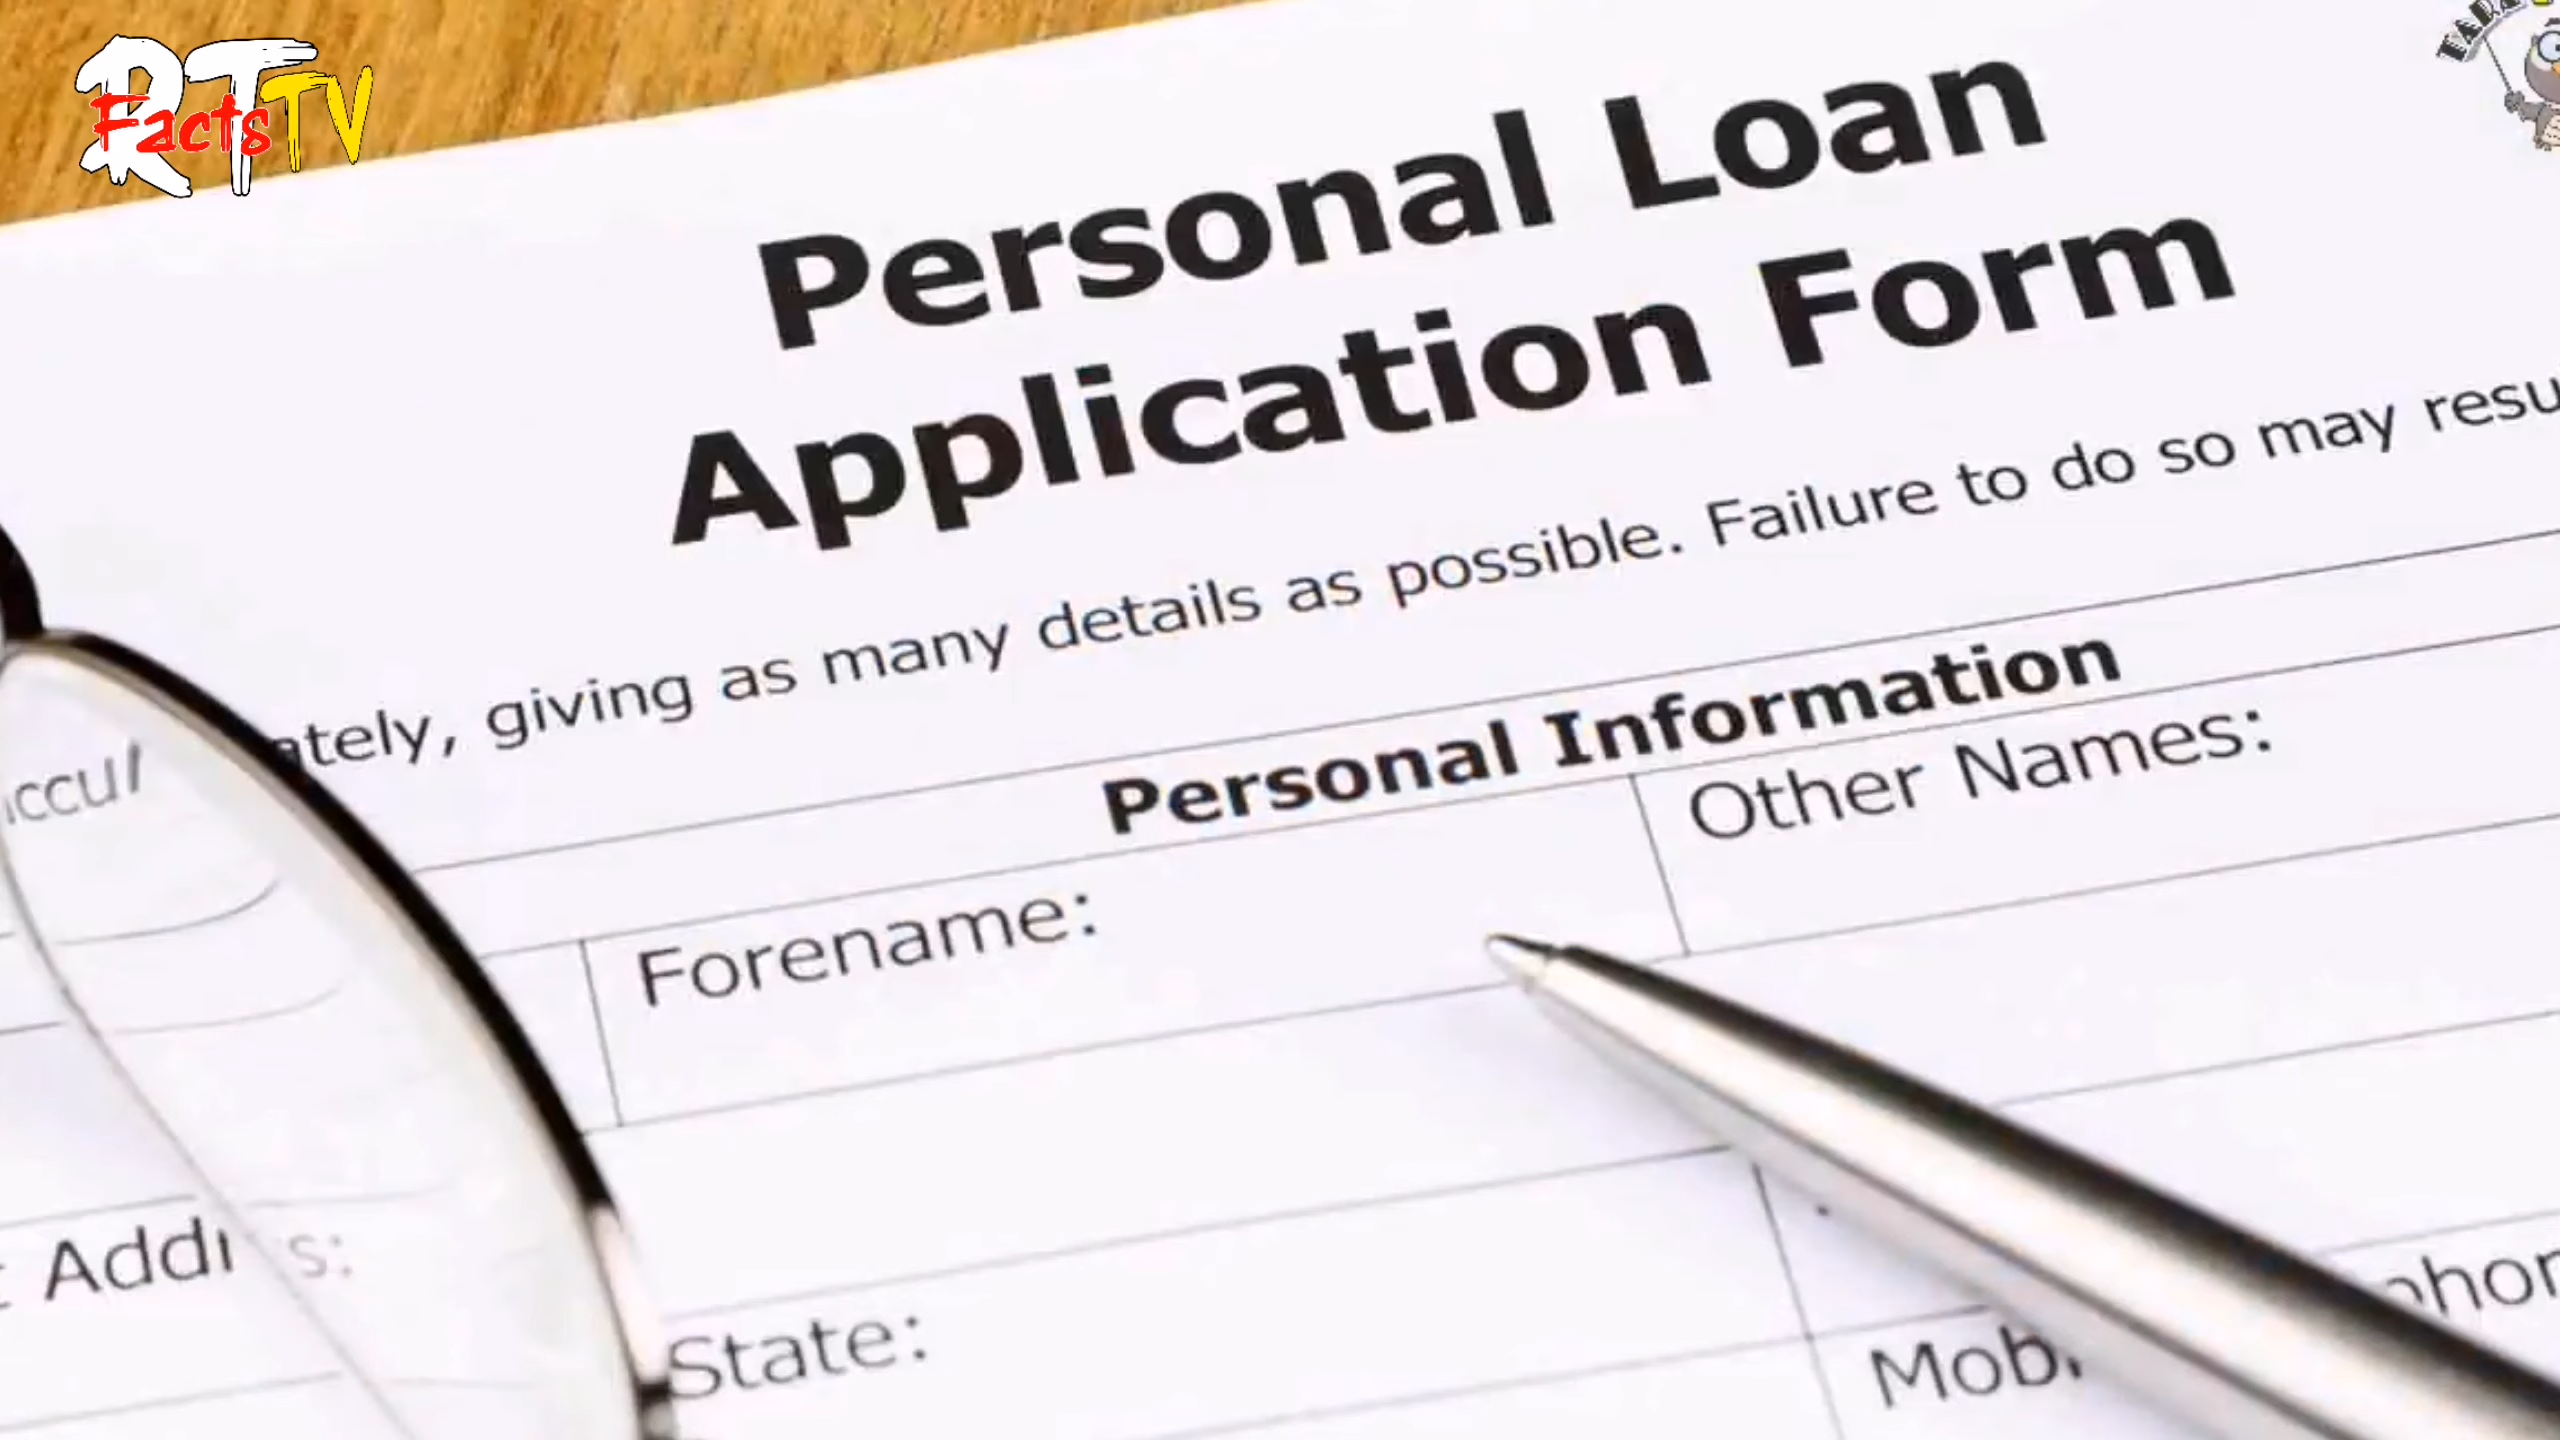 RT Facts TV
Personal Loan
Application Form
giving as many details as possible. Failure to do so may
Personal Information
Forename:
Other Names:
State: